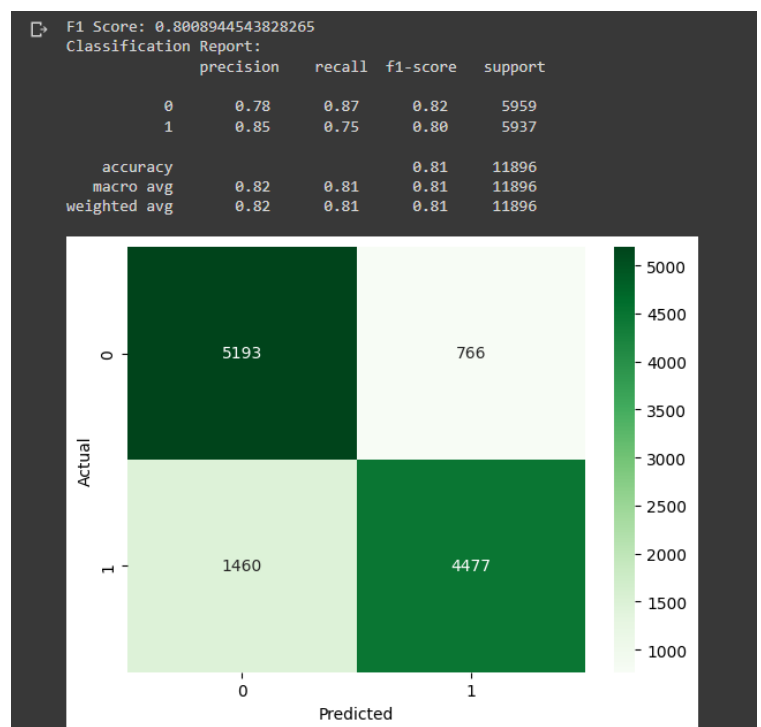 F1 Score: 0.8008944543828265
Classification Report:
precision recall f1-score support
0 0.78 0.87 0.82 5959
1 0.85 0.75 0.80 5937
accuracy 0.81 11896
macro avg 0.82 0.81 0.81 11896
weighted avg 0.82 0.81 0.81 11896
5000
4500
4000
3500
3000
2500
2000
1500
1000
Actual
0
5193 766
1
1460 4477
0 1
Predicted